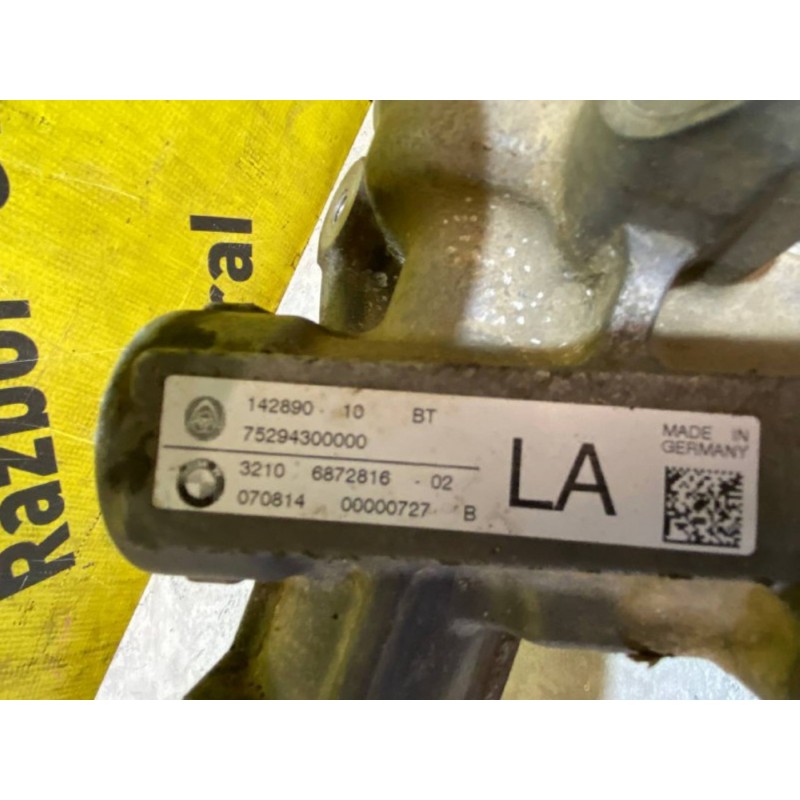 Razbor
ral
142890 10 BT
75294300000
3210 6872816 - 02
070814 00000727 B
LA
MADE IN
GERMANY